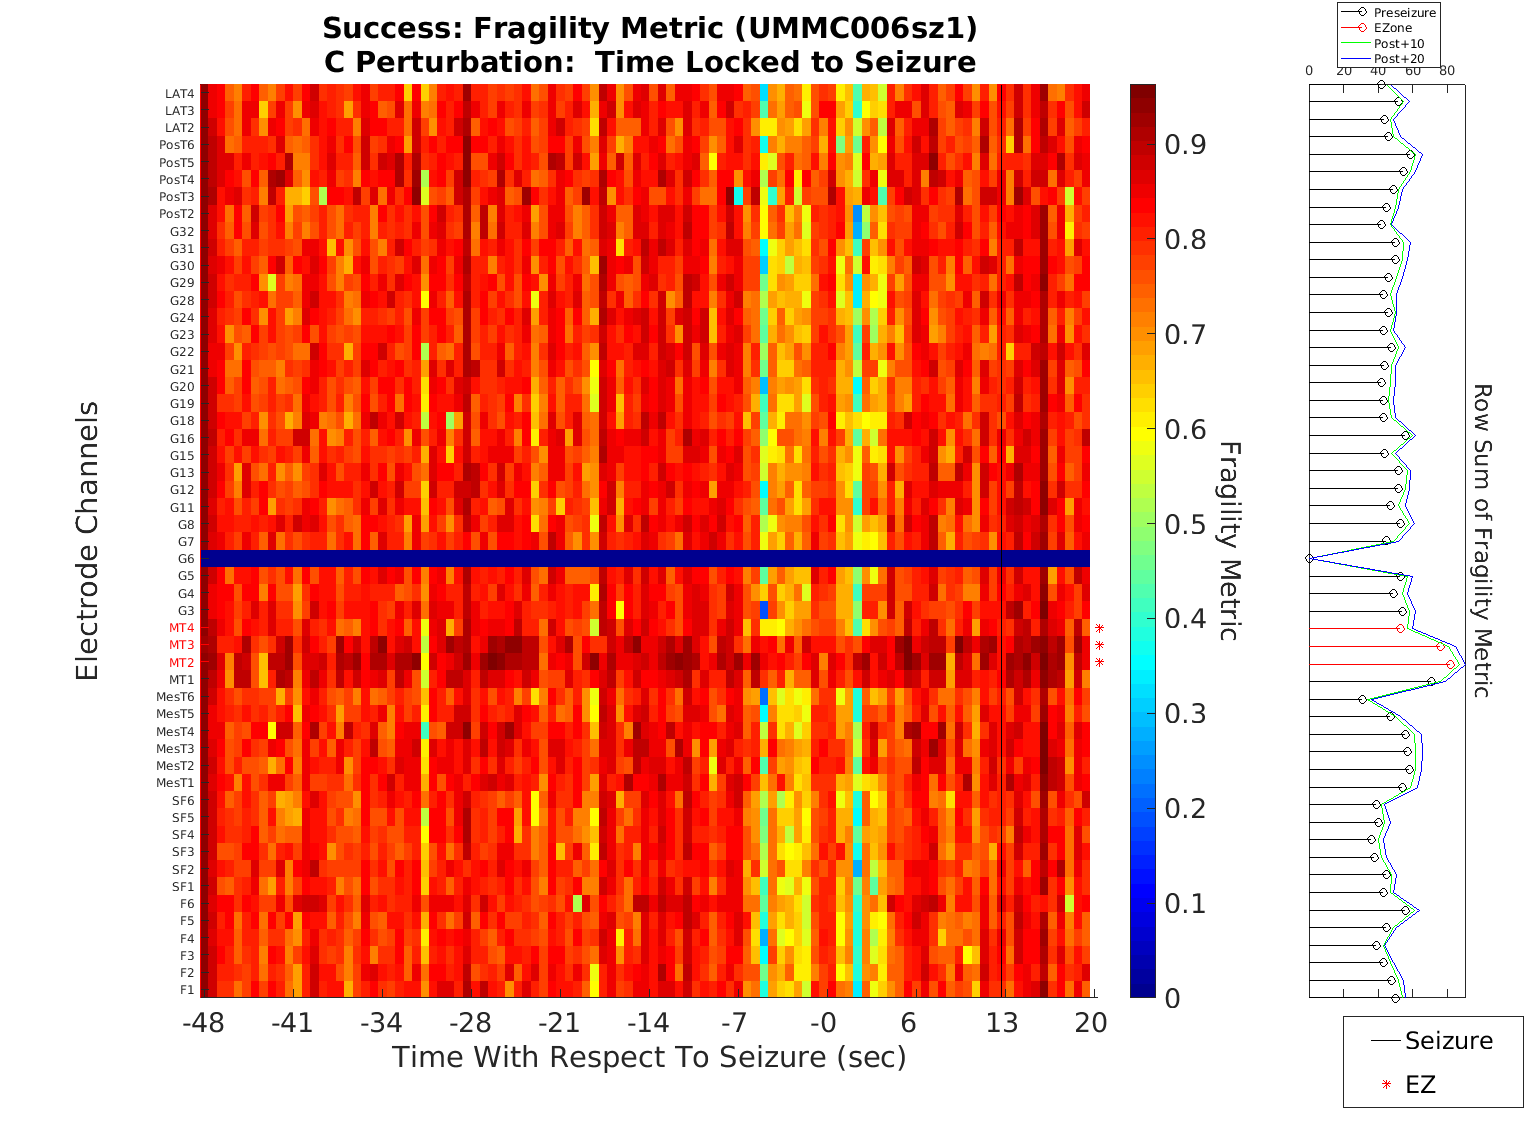 Success: Fragility Metric (UMMC006sz1)
C Perturbation:  Time Locked to Seizure
Electrode Channels
LAT4
LAT3
LAT2
PosT6
PosT5
PosT4
PosT3
PosT2
G32
G31
G30
G29
G28
G24
G23
G22
G21
G20
G19
G18
G16
G15
G13
G12
G11
G8
G7
G6
G5
G4
G3
MT4
MT3
MT2
MT1
MesT6
MesT5
MesT4
MesT3
MesT2
MesT1
SF6
SF5
SF4
SF3
SF2
SF1
F6
F5
F4
F3
F2
F1
-48 -41 -34 -28 -21 -14 -7 -0 6 13 20
Time With Respect To Seizure (sec)
0.9
0.8
0.7
0.6
0.5
0.4
0.3
0.2
0.1
0
Fragility Metric
Preseizure
EZone
Post+10
Post+20
0 20 40 60 80
Row Sum of Fragility Metric
Seizure
EZ